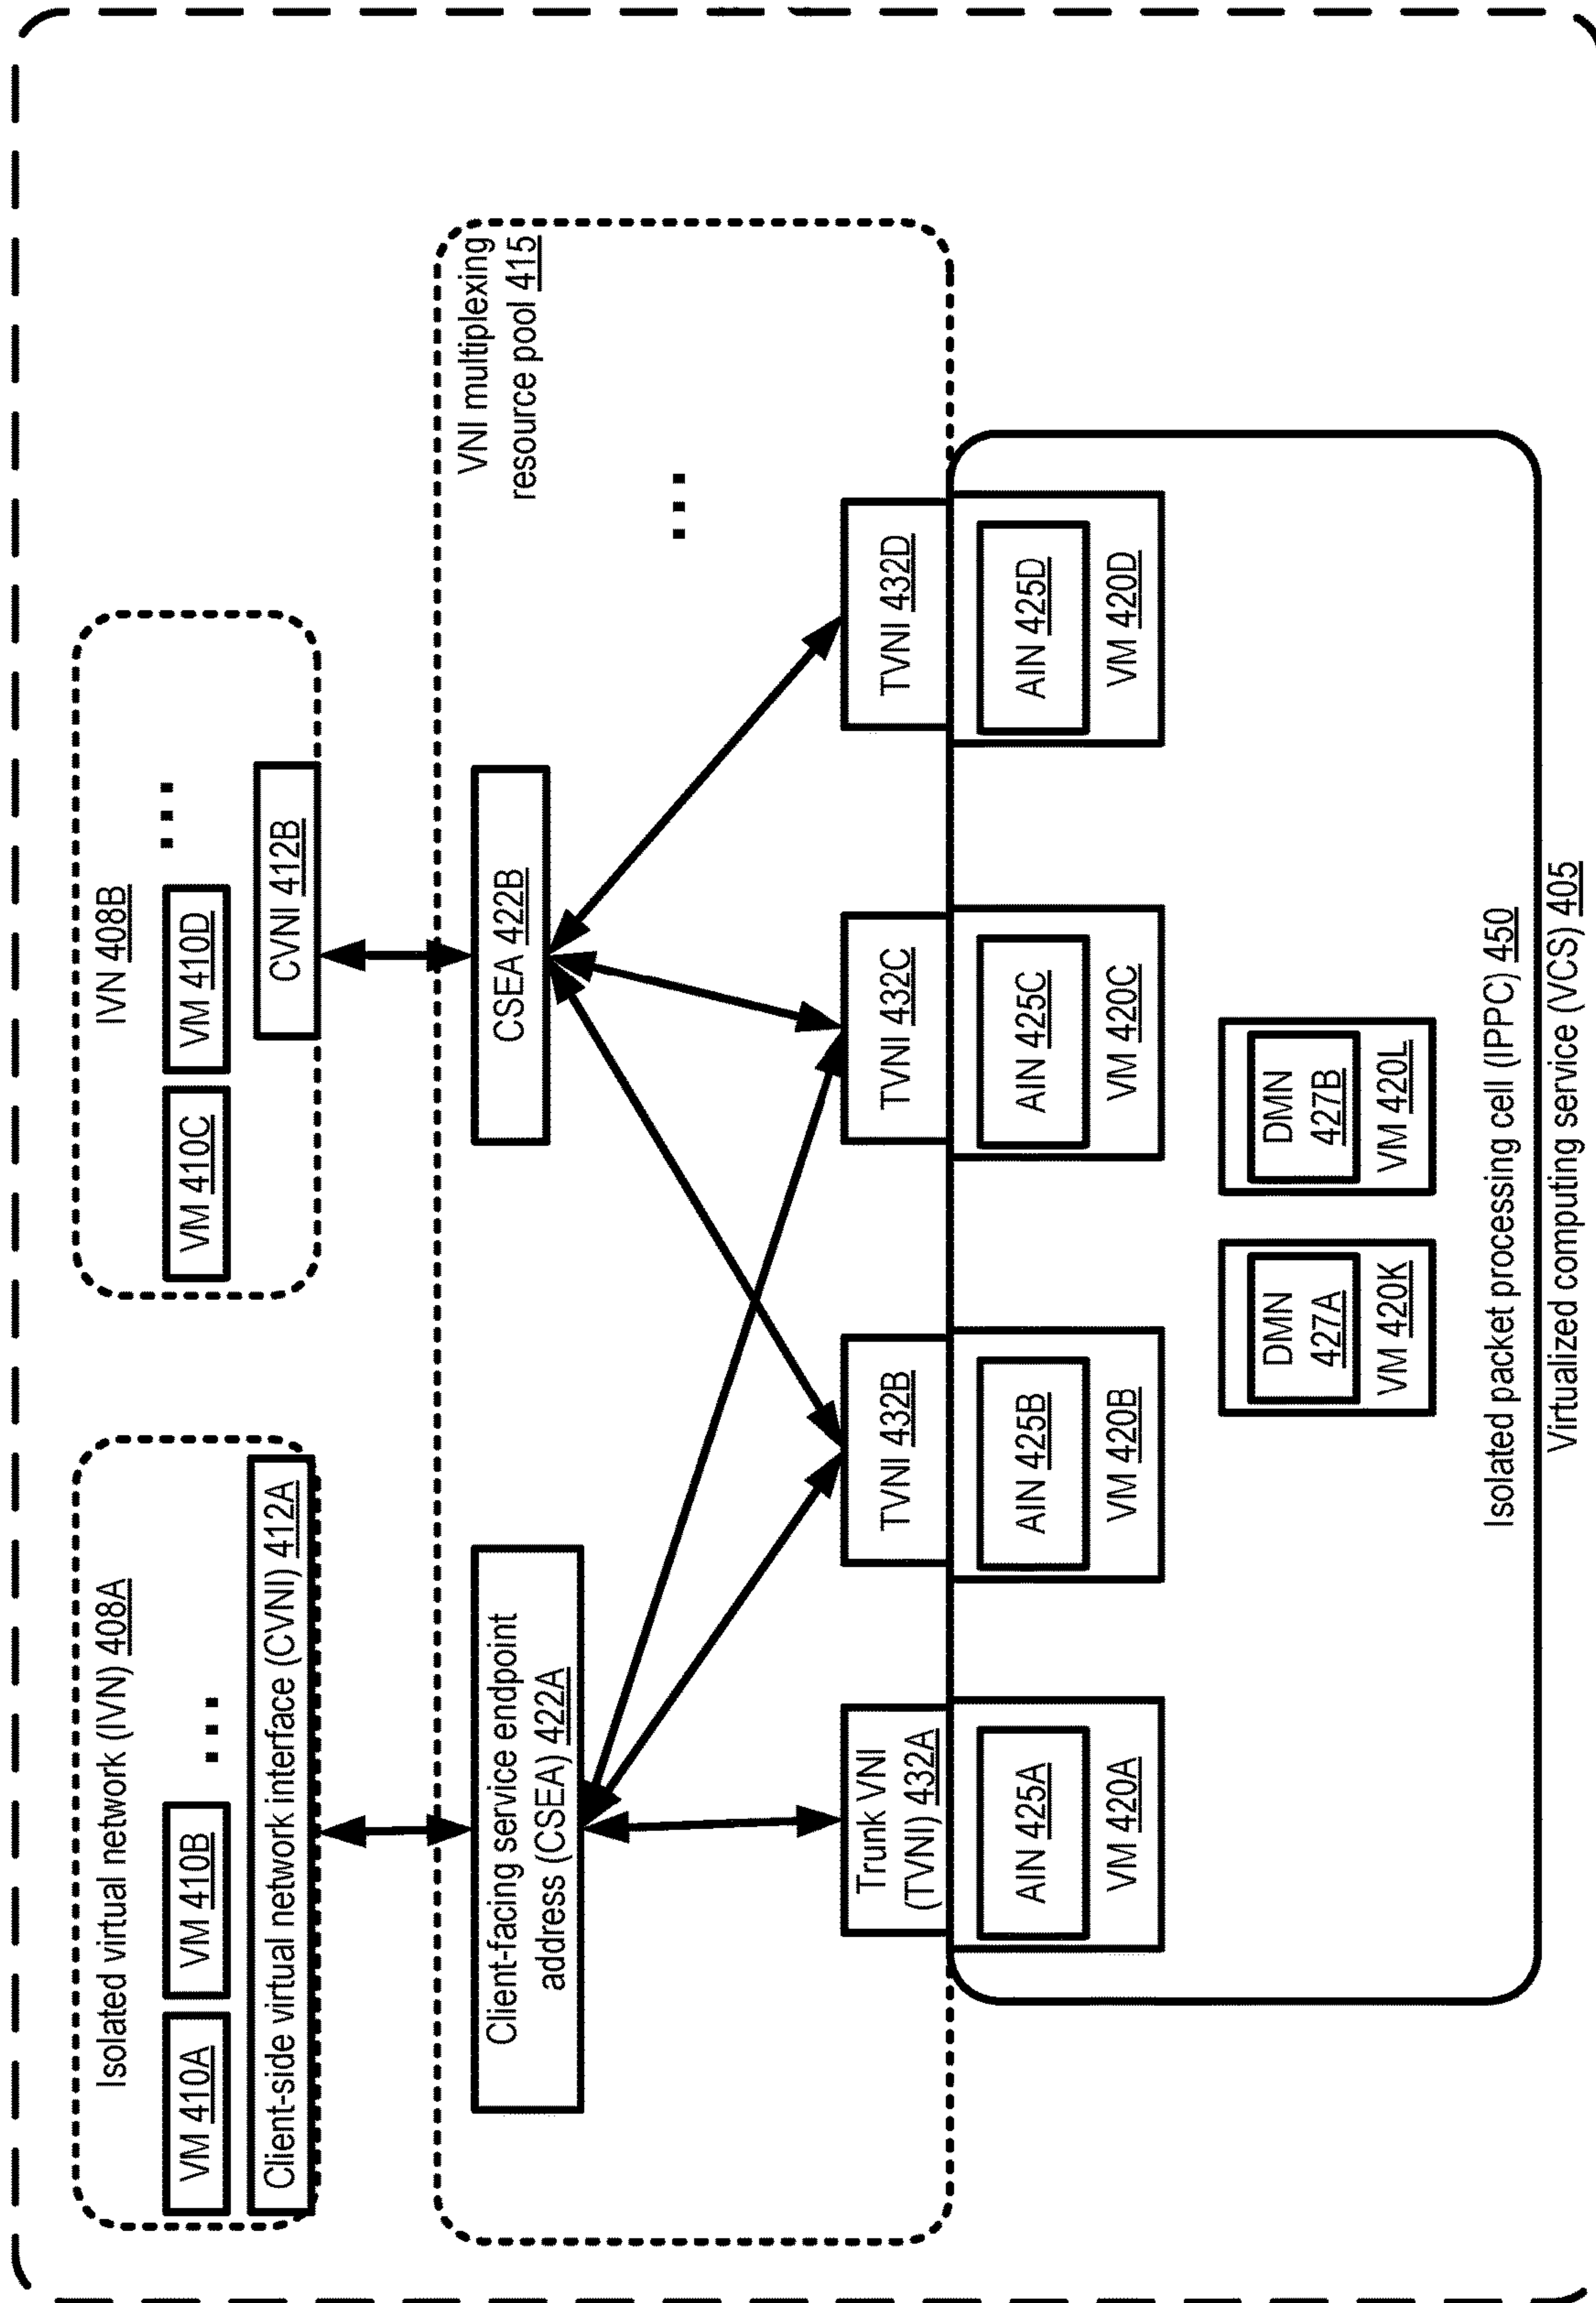 Isolated virtual network (IVN) 408A
VM 410A
VM 410B
...
Client-side virtual network interface (CVNI) 412A
IVN 408B
VM 410C
VM 410D
...
CVNI 412B
VNI multiplexing
resource pool 415
Client-facing service endpoint
address (CSEA) 422A
CSEA 422B
...
Trunk VNI
(TVNI) 432A
TVNI 432B
TVNI 432C
TVNI 432D
AIN 425A
VM 420A
AIN 425B
VM 420B
AIN 425C
VM 420C
AIN 425D
VM 420D
DMN
427A
VM 420K
DMN
427B
VM 420L
Isolated packet processing cell (IPPC) 450
Virtualized computing service (VCS) 405